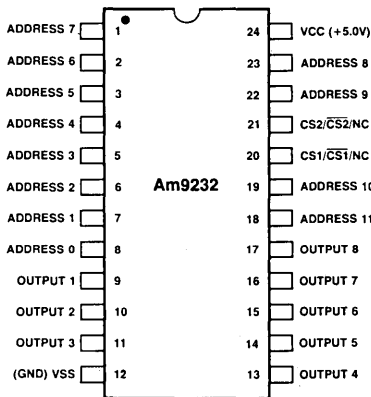 ADDRESS 7 1 24 VCC (+5.0V)
ADDRESS 6 2 23 ADDRESS 8
ADDRESS 5 3 22 ADDRESS 9
ADDRESS 4 4 21 CS2/C̅S̅2̅/NC
ADDRESS 3 5 20 CS1/C̅S̅1̅/NC
ADDRESS 2 6 Am9232 19 ADDRESS 10
ADDRESS 1 7 18 ADDRESS 11
ADDRESS 0 8 17 OUTPUT 8
OUTPUT 1 9 16 OUTPUT 7
OUTPUT 2 10 15 OUTPUT 6
OUTPUT 3 11 14 OUTPUT 5
(GND) VSS 12 13 OUTPUT 4